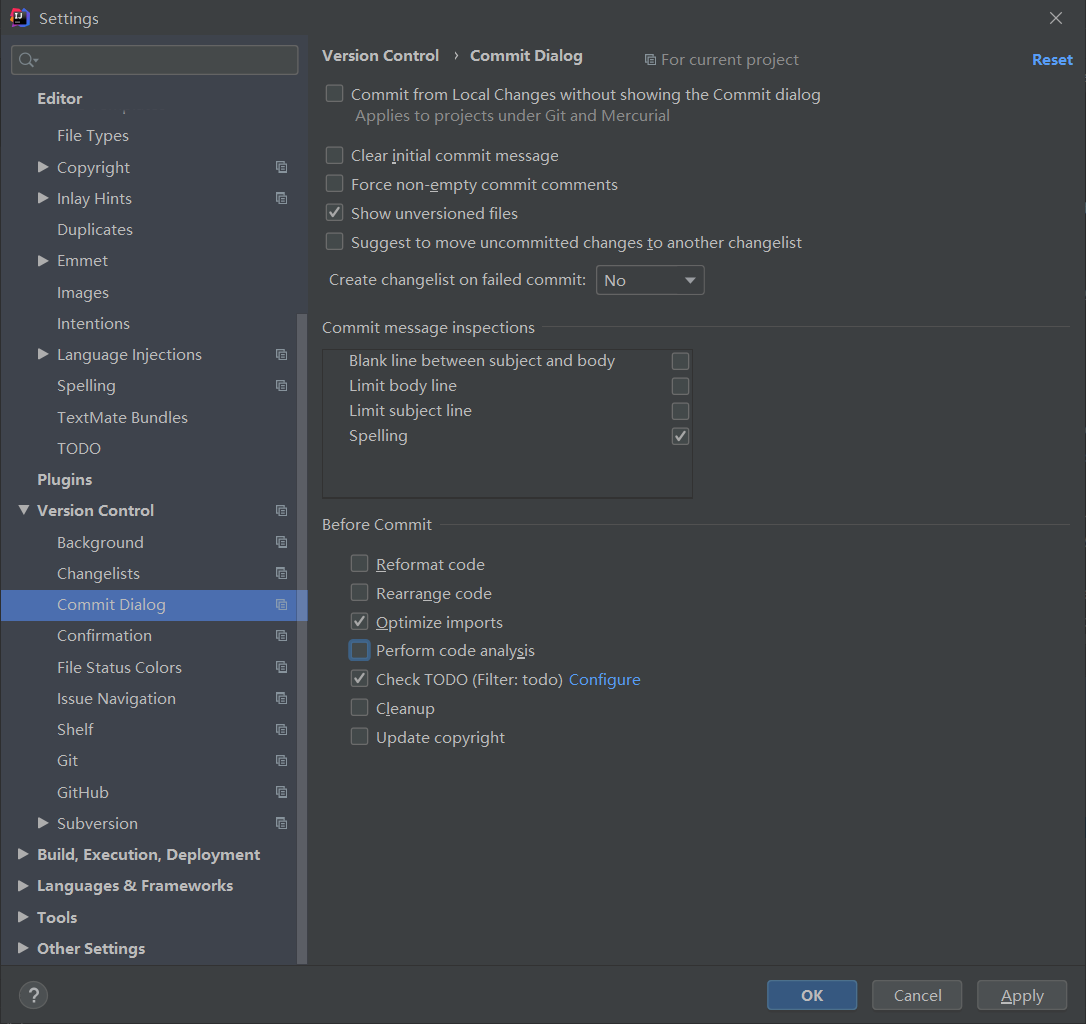 Settings
Editor
File Types
Copyright
Inlay Hints
Duplicates
Emmet
Images
Intentions
Language Injections
Spelling
TextMate Bundles
TODO
Plugins
Version Control
Background
Changelists
Commit Dialog
Confirmation
File Status Colors
Issue Navigation
Shelf
Git
GitHub
Subversion
Build, Execution, Deployment
Languages & Frameworks
Tools
Other Settings
Version Control › Commit Dialog For current project Reset
Commit from Local Changes without showing the Commit dialog
Applies to projects under Git and Mercurial
Clear initial commit message
Force non-empty commit comments
Show unversioned files
Suggest to move uncommitted changes to another changelist
Create changelist on failed commit: No
Commit message inspections
Blank line between subject and body
Limit body line
Limit subject line
Spelling
Before Commit
Reformat code
Rearrange code
Optimize imports
Perform code analysis
Check TODO (Filter: todo) Configure
Cleanup
Update copyright
? OK Cancel Apply